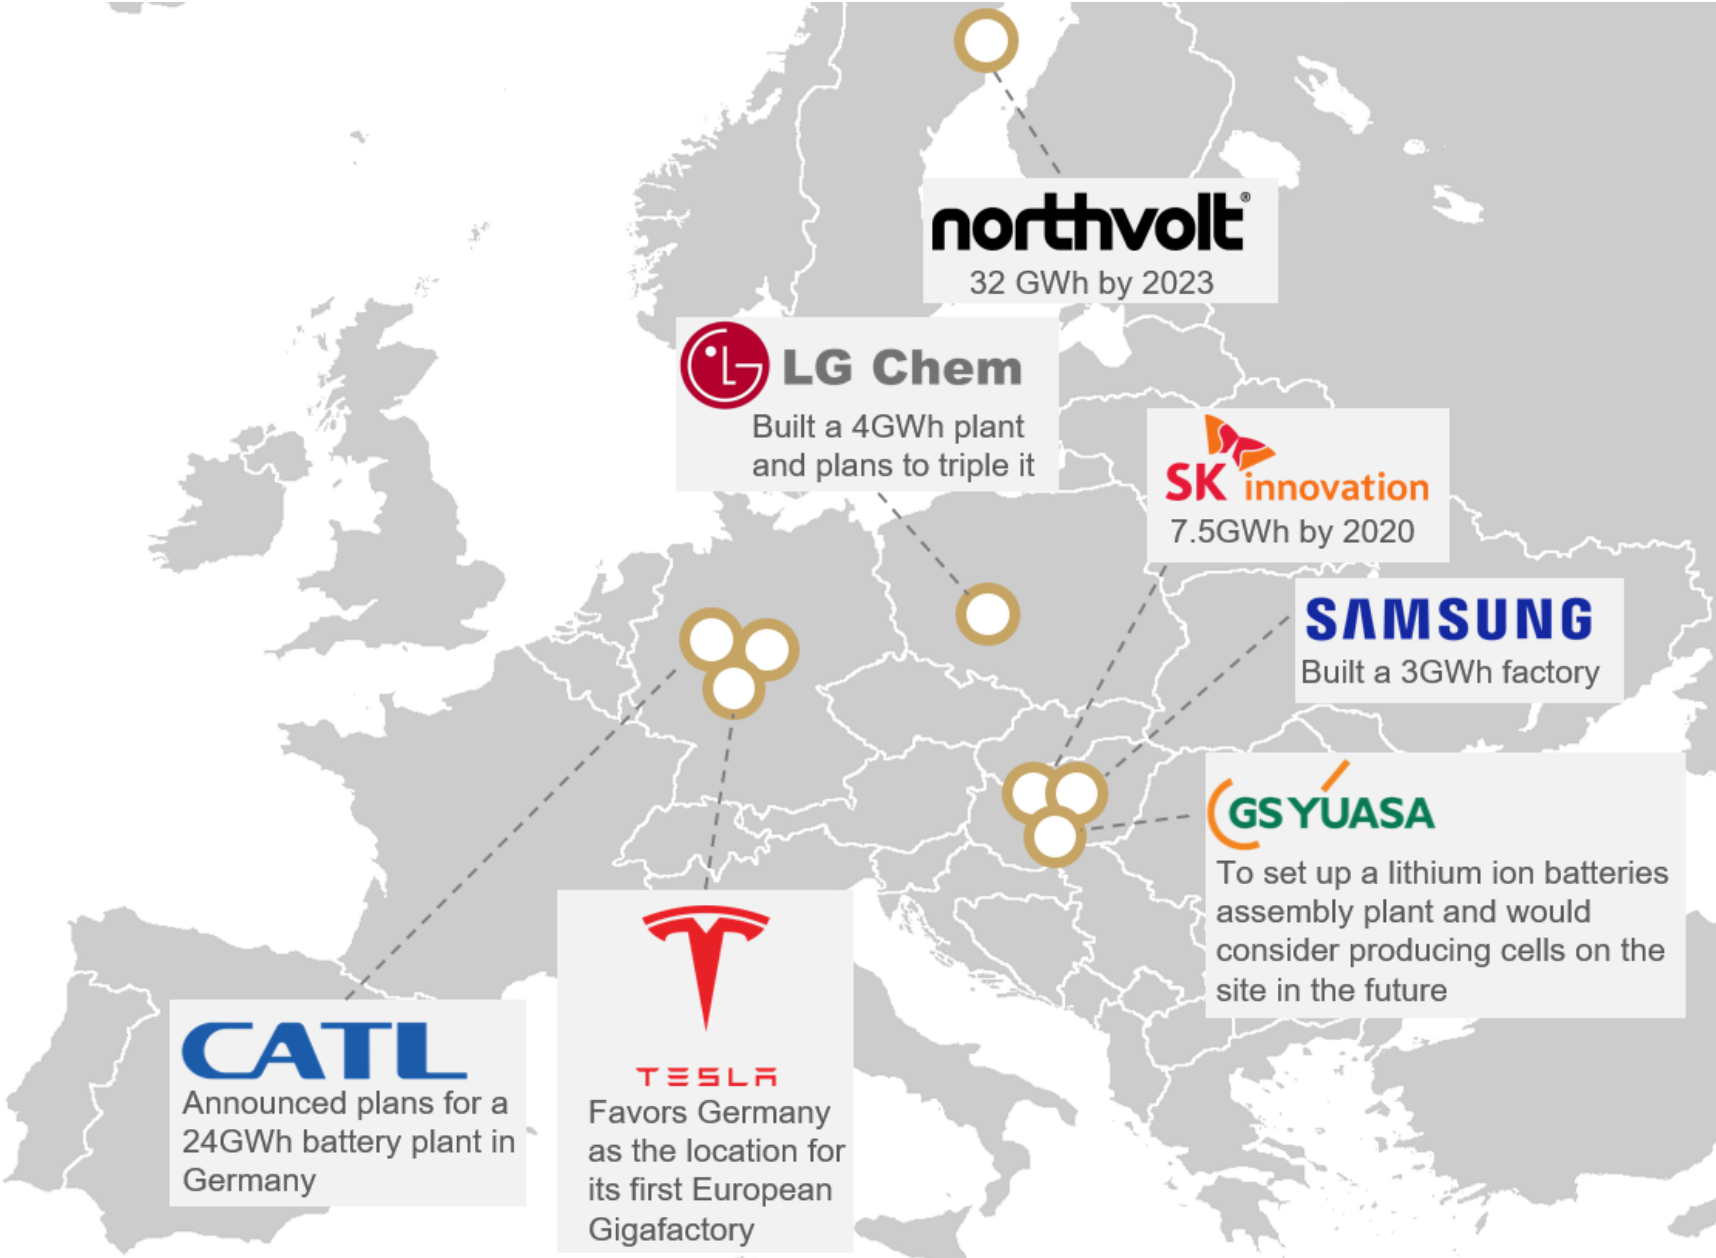 northvolt®
32 GWh by 2023
LG LG Chem
Built a 4GWh plant
and plans to triple it
SK innovation
7.5GWh by 2020
SAMSUNG
Built a 3GWh factory
GS YUASA
To set up a lithium ion batteries
assembly plant and would
consider producing cells on the
site in the future
CATL
Announced plans for a
24GWh battery plant in
Germany
TESLA
Favors Germany
as the location for
its first European
Gigafactory